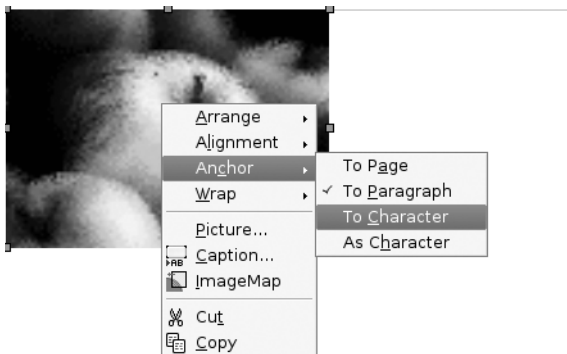 Arrange
Alignment
Anchor
Wrap
To Page
To Paragraph
To Character
As Character
Picture...
Caption...
ImageMap
Cut
Copy